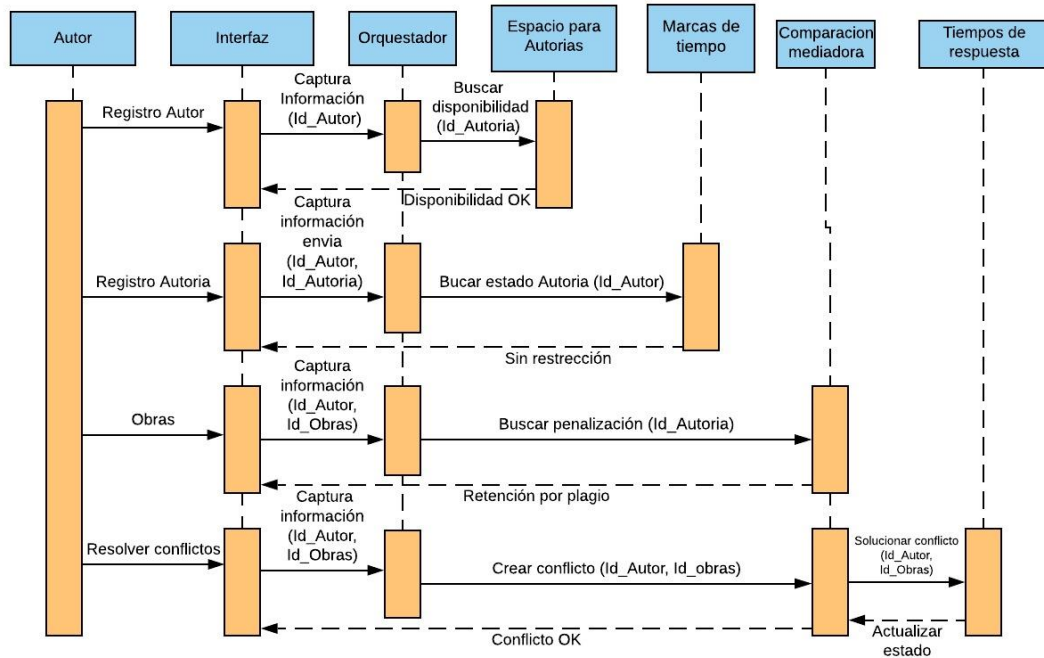 Autor
Interfaz
Orquestador
Espacio para
Autorias
Marcas de
tiempo
Comparacion
mediadora
Tiempos de
respuesta
Registro Autor
Captura
Información
(Id_Autor)
Buscar
disponibilidad
(Id_Autoria)
Disponibilidad OK
Registro Autoria
Captura
información
envia
(Id_Autor,
Id_Autoria)
Bucar estado Autoria (Id_Autor)
Sin restrección
Obras
Captura
información
(Id_Autor,
Id_Obras)
Buscar penalización (Id_Autoria)
Retención por plagio
Resolver conflictos
Captura
información
(Id_Autor,
Id_Obras)
Crear conflicto (Id_Autor, Id_obras)
Solucionar conflicto
(Id_Autor,
Id_Obras)
Conflicto OK
Actualizar
estado